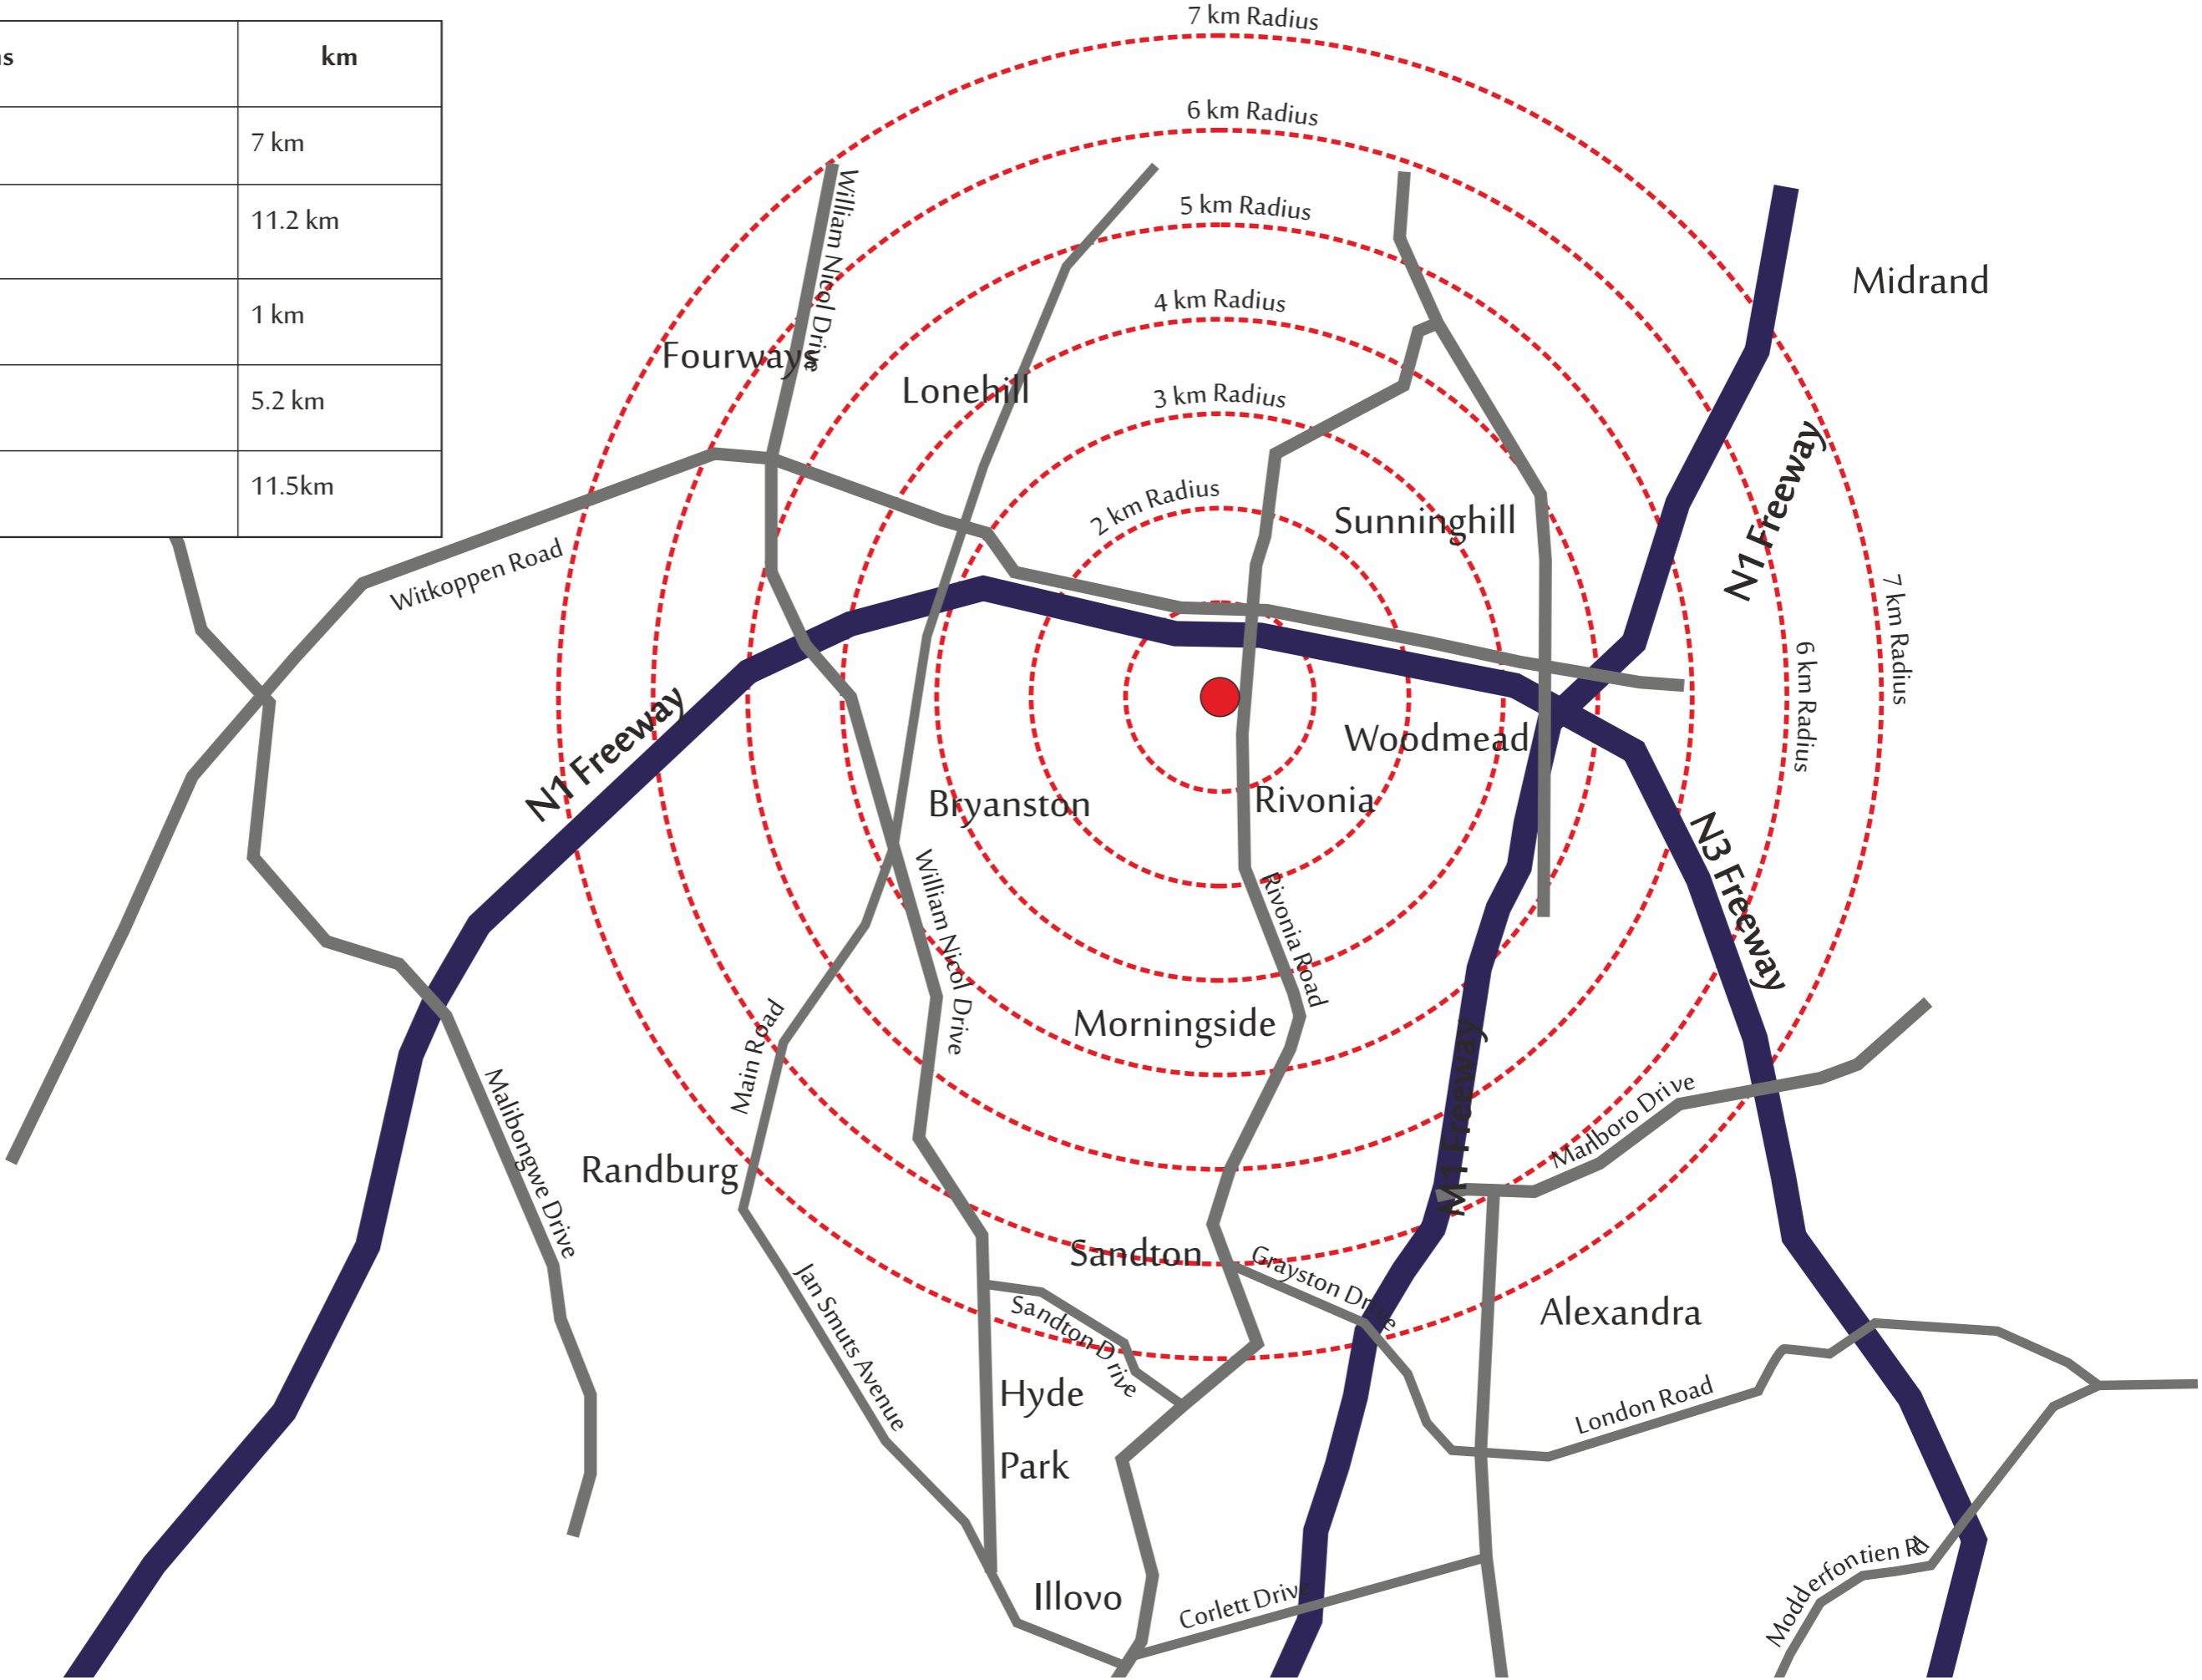 s km
7 km
11.2 km
1 km
5.2 km
11.5km
7 km Radius
6 km Radius
5 km Radius
4 km Radius
3 km Radius
2 km Radius
William Nicol Drive
Midrand
Fourways
Lonehill
N1 Freeway
Sunninghill
Witkoppen Road
7 km Radius
6 km Radius
N1 Freeway
Woodmead
Bryanston
Rivonia
N3 Freeway
William Nicol Drive
Rivonia Road
Main Road
Morningside
M1 Freeway
Malibongwe Drive
Marlboro Drive
Randburg
Sandton
Grayston Drive
Jan Smuts Avenue
Sandton Drive
Alexandra
Hyde
Park
London Road
Modderfontien Rd
Illovo
Corlett Drive